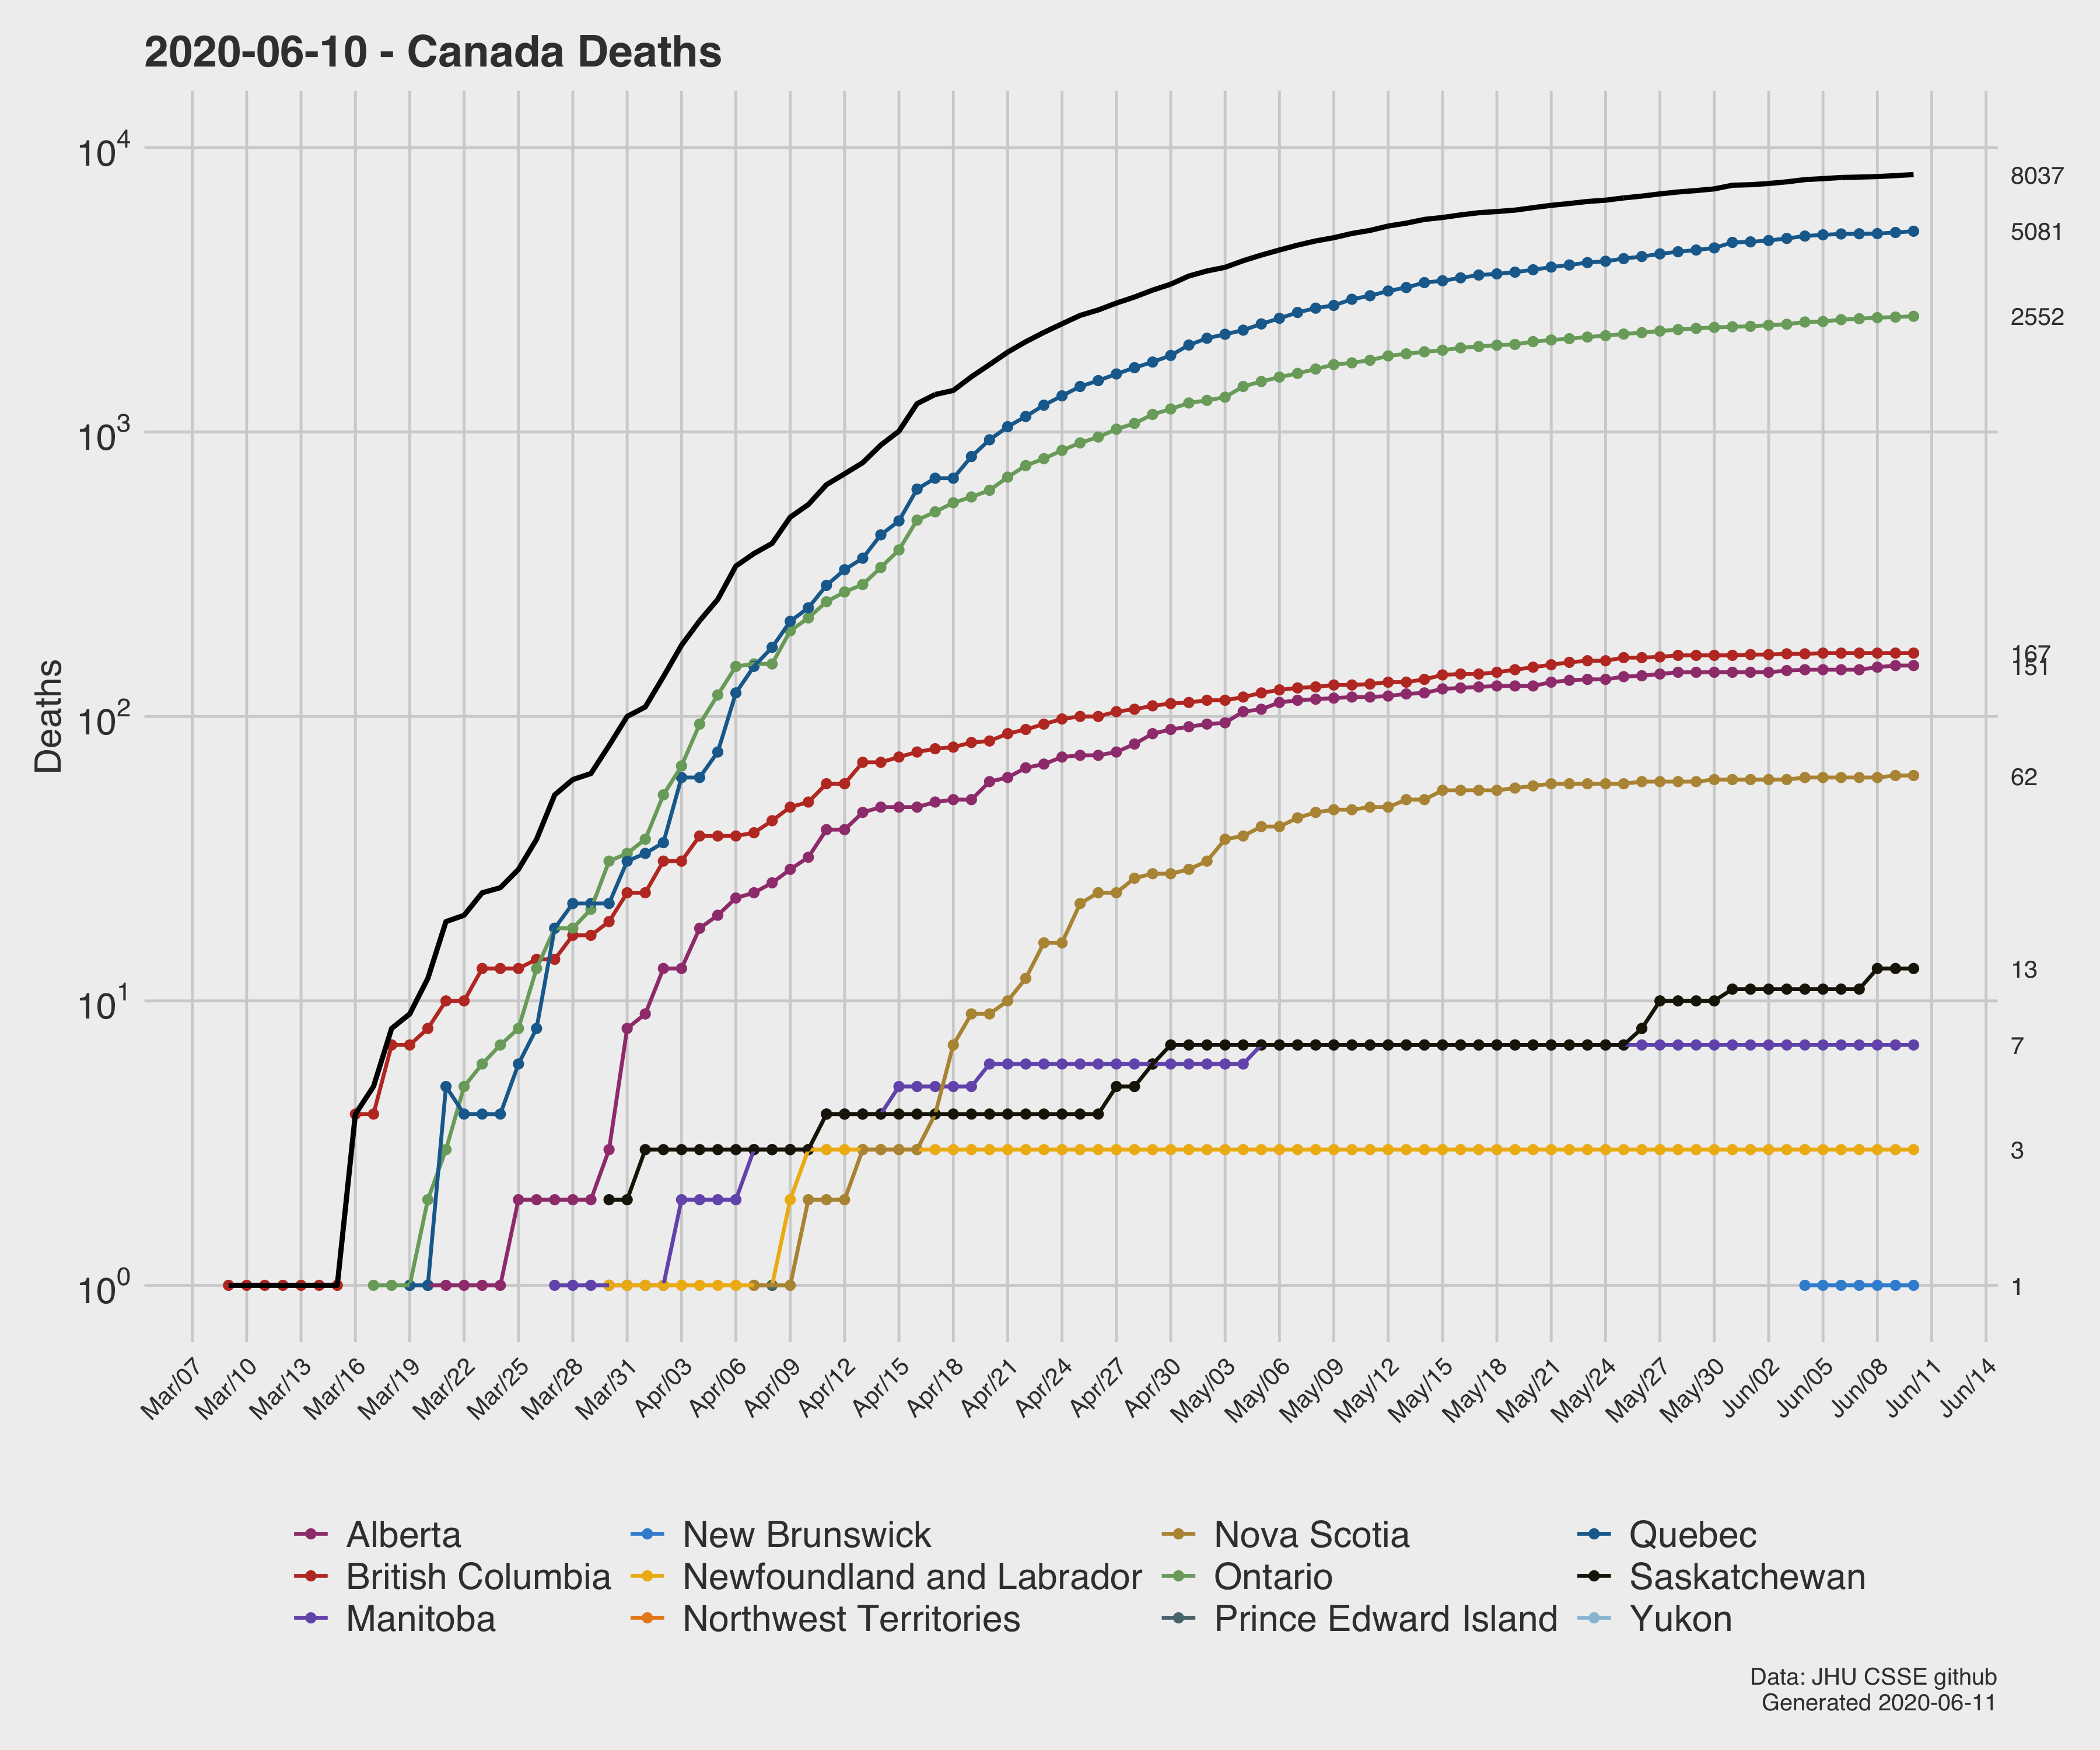 2020-06-10 - Canada Deaths
Deaths
10^4
10^3
10^2
10^1
10^0
8037
5081
2552
167
151
62
13
7
3
1
Mar/07
Mar/10
Mar/13
Mar/16
Mar/19
Mar/22
Mar/25
Mar/28
Mar/31
Apr/03
Apr/06
Apr/09
Apr/12
Apr/15
Apr/18
Apr/21
Apr/24
Apr/27
Apr/30
May/03
May/06
May/09
May/12
May/15
May/18
May/21
May/24
May/27
May/30
Jun/02
Jun/05
Jun/08
Jun/11
Jun/14
Alberta
New Brunswick
Nova Scotia
Quebec
British Columbia
Newfoundland and Labrador
Ontario
Saskatchewan
Manitoba
Northwest Territories
Prince Edward Island
Yukon
Data: JHU CSSE github
Generated 2020-06-11